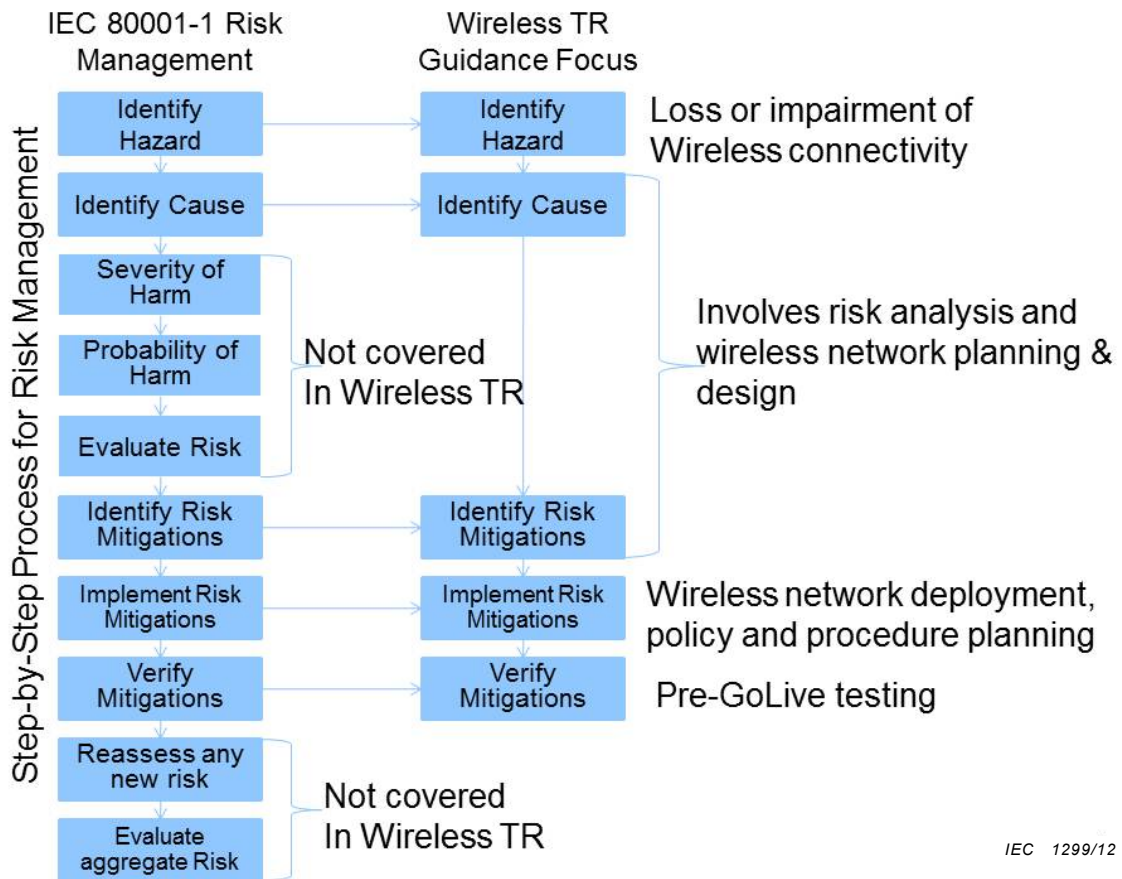 IEC 80001-1 Risk
Management
Wireless TR
Guidance Focus
Step-by-Step Process for Risk Management
Identify
Hazard
Identify
Hazard
Loss or impairment of
Wireless connectivity
Identify Cause
Identify Cause
Severity of
Harm
Probability of
Harm
Evaluate Risk
Not covered
In Wireless TR
Involves risk analysis and
wireless network planning &
design
Identify Risk
Mitigations
Identify Risk
Mitigations
Implement Risk
Mitigations
Implement Risk
Mitigations
Wireless network deployment,
policy and procedure planning
Verify
Mitigations
Verify
Mitigations
Pre-GoLive testing
Reassess any
new risk
Evaluate
aggregate Risk
Not covered
In Wireless TR
IEC 1299/12